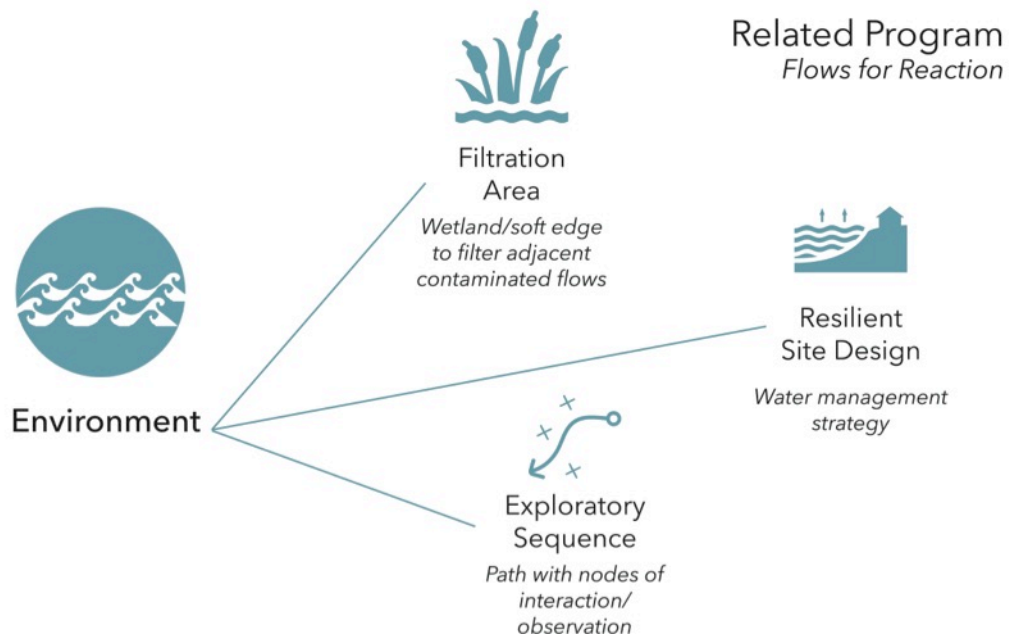 Related Program
Flows for Reaction
Filtration
Area
Wetland/soft edge
to filter adjacent
contaminated flows
Resilient
Site Design
Water management
strategy
Environment
Exploratory
Sequence
Path with nodes of
interaction/
observation